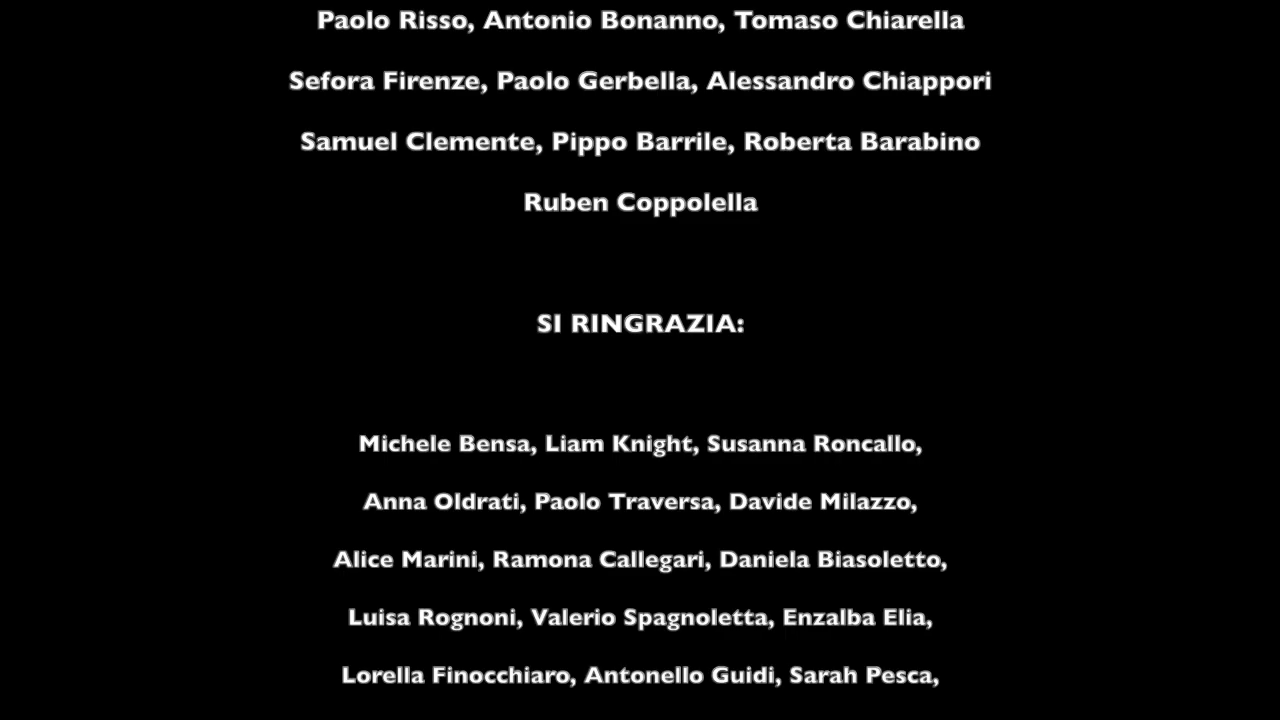 Paolo Risso, Antonio Bonanno, Tomaso Chiarella
Sefora Firenze, Paolo Gerbella, Alessandro Chiappori
Samuel Clemente, Pippo Barrile, Roberta Barabino
Ruben Coppolella
SI RINGRAZIA:
Michele Bensa, Liam Knight, Susanna Roncallo,
Anna Oldrati, Paolo Traversa, Davide Milazzo,
Alice Marini, Ramona Callegari, Daniela Biasoletto,
Luisa Rognoni, Valerio Spagnoletta, Enzalba Elia,
Lorella Finocchiaro, Antonello Guidi, Sarah Pesca,